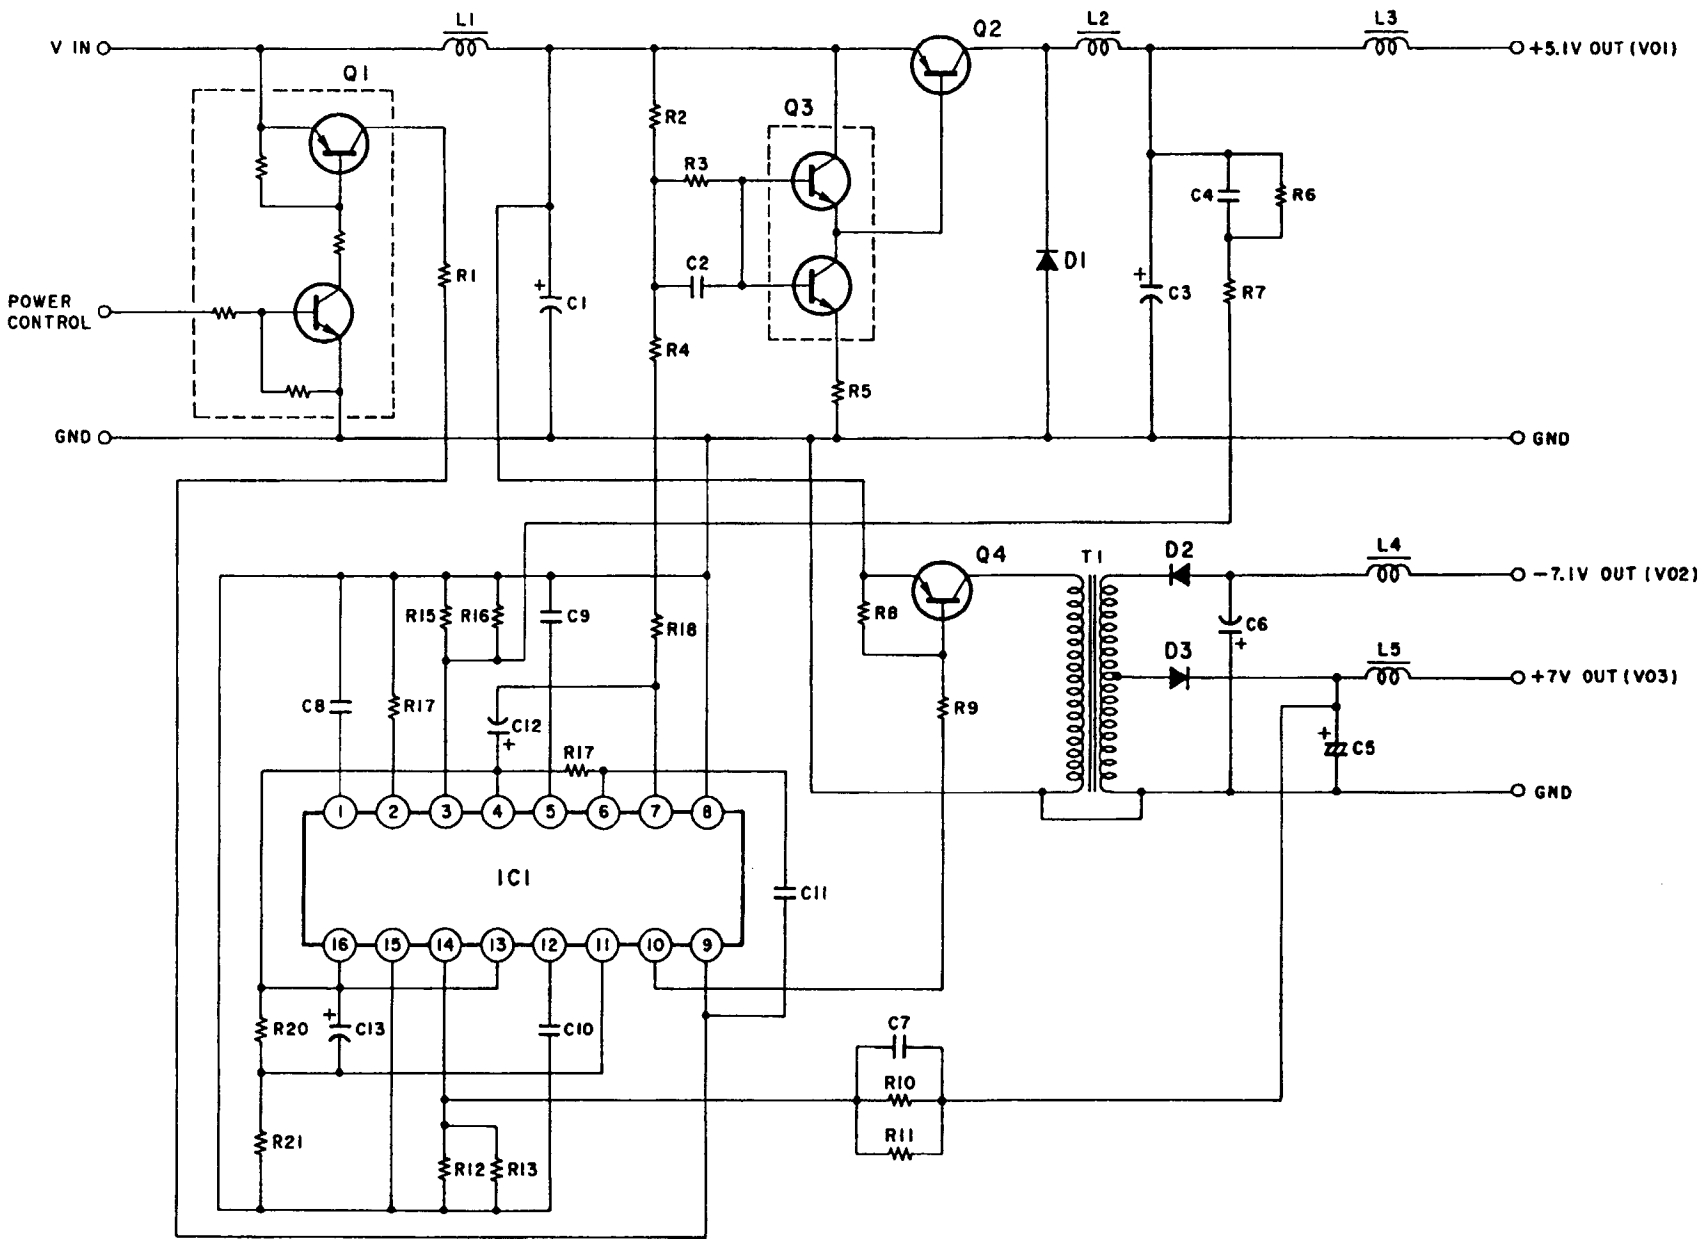 V IN
L1
Q2
L2
L3
+5.1V OUT (VO1)
Q1
R2
Q3
R3
C4
R6
R1
C1
C2
D1
C3
R7
POWER
CONTROL
R4
R5
GND
GND
R15
R16
C9
R18
R8
Q4
T1
D2
L4
-7.1V OUT (VO2)
C6
+
D3
L5
+7V OUT (VO3)
C8
R17
C12
+
R17
R9
+
C5
GND
1
2
3
4
5
6
7
8
IC1
C11
16
15
14
13
12
11
10
9
R20
+
C13
C10
C7
R10
R11
R21
R12
R13
+
+